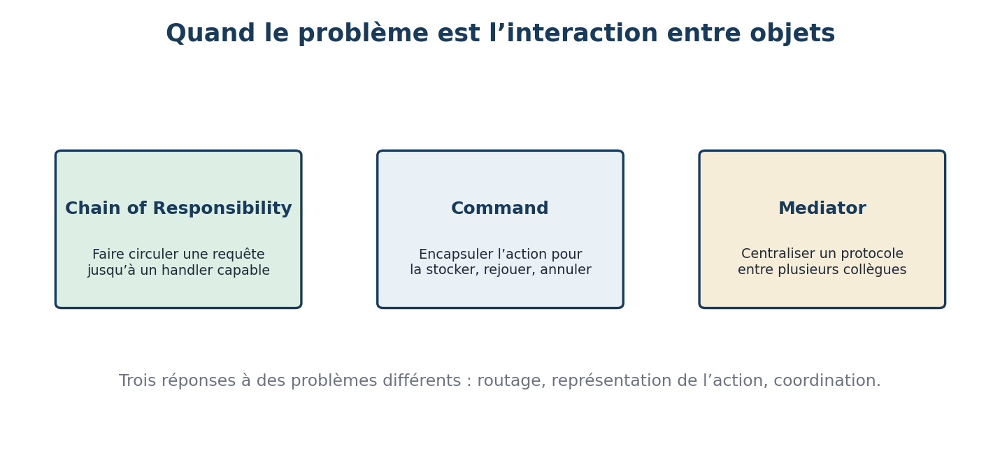 Quand le problème est l’interaction entre objets
Chain of Responsibility
Faire circuler une requête
jusqu’à un handler capable
Command
Encapsuler l’action pour
la stocker, rejouer, annuler
Mediator
Centraliser un protocole
entre plusieurs collègues
Trois réponses à des problèmes différents : routage, représentation de l’action, coordination.